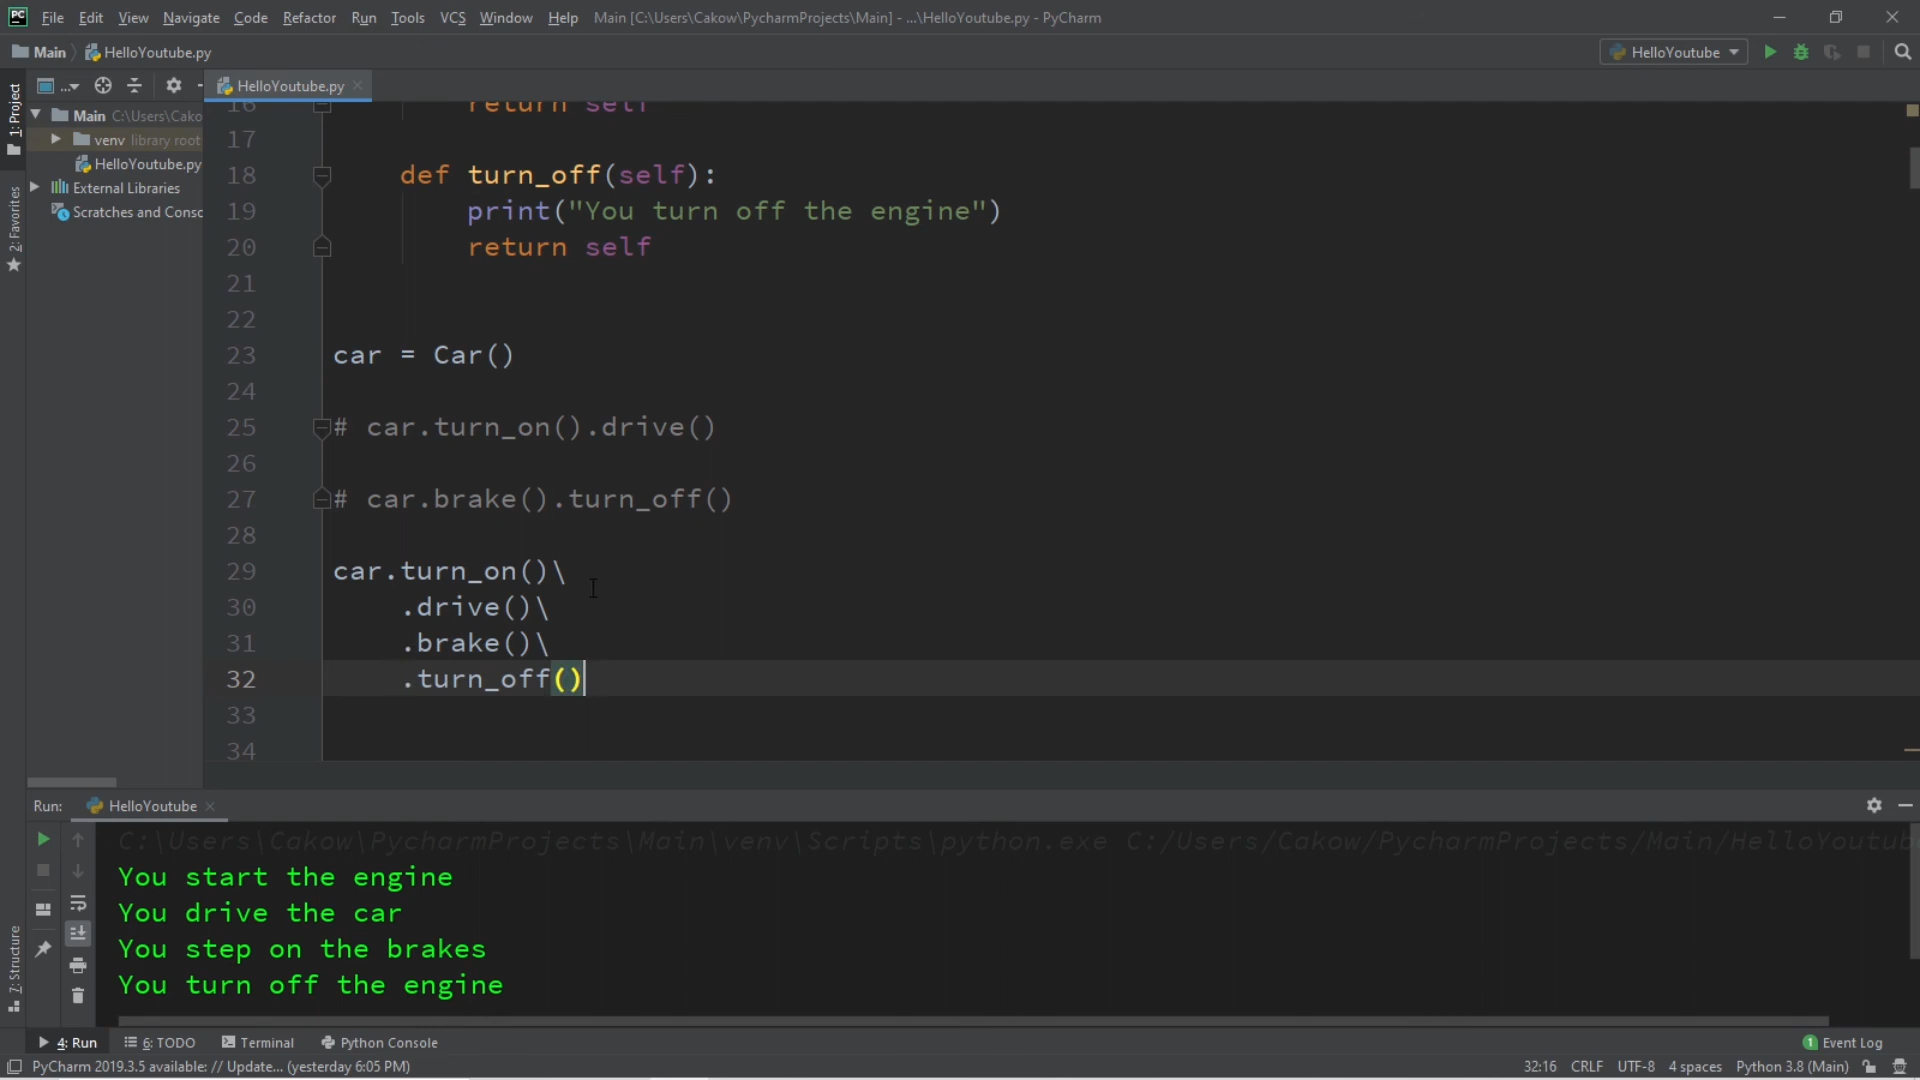 File Edit View Navigate Code Refactor Run Tools VCS Window Help Main [C:\Users\Cakow\PycharmProjects\Main] - ...\HelloYoutube.py - PyCharm
Main HelloYoutube.py HelloYoutube
1: Project
2: Favorites
7: Structure
... HelloYoutube.py
Main C:\Users\Cako
venv library root
HelloYoutube.py
External Libraries
Scratches and Conso
16 return self
17
18 def turn_off(self):
19 print("You turn off the engine")
20 return self
21
22
23 car = Car()
24
25 # car.turn_on().drive()
26
27 # car.brake().turn_off()
28
29 car.turn_on()\
30 .drive()\
31 .brake()\
32 .turn_off()
33
34
Run: HelloYoutube
C:\Users\Cakow\PycharmProjects\Main\venv\Scripts\python.exe C:/Users/Cakow/PycharmProjects/Main/HelloYoutub
You start the engine
You drive the car
You step on the brakes
You turn off the engine
4: Run 6: TODO Terminal Python Console 1 Event Log
PyCharm 2019.3.5 available: // Update... (yesterday 6:05 PM) 32:16 CRLF UTF-8 4 spaces Python 3.8 (Main)